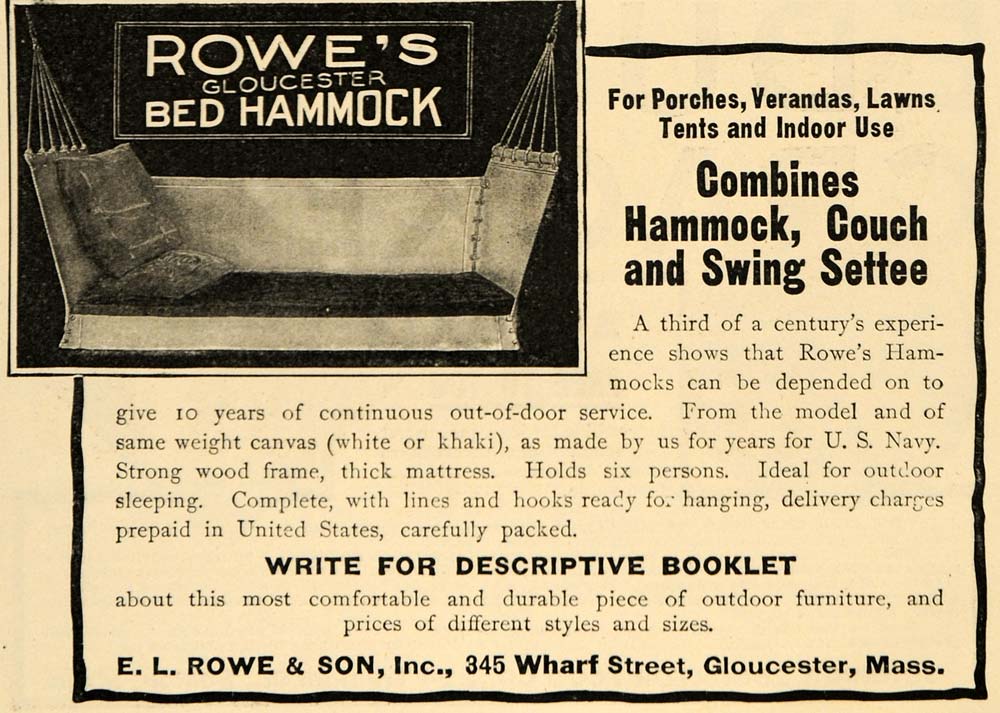 ROWE'S
GLOUCESTER
BED HAMMOCK
For Porches, Verandas, Lawns,
Tents and Indoor Use
Combines
Hammock, Couch
and Swing Settee
A third of a century's experi-
ence shows that Rowe's Ham-
mocks can be depended on to
give 10 years of continuous out-of-door service. From the model and of
same weight canvas (white or khaki), as made by us for years for U. S. Navy.
Strong wood frame, thick mattress. Holds six persons. Ideal for outdoor
sleeping. Complete, with lines and hooks ready for hanging, delivery charges
prepaid in United States, carefully packed.
WRITE FOR DESCRIPTIVE BOOKLET
about this most comfortable and durable piece of outdoor furniture, and
prices of different styles and sizes.
E. L. ROWE & SON, Inc., 345 Wharf Street, Gloucester, Mass.